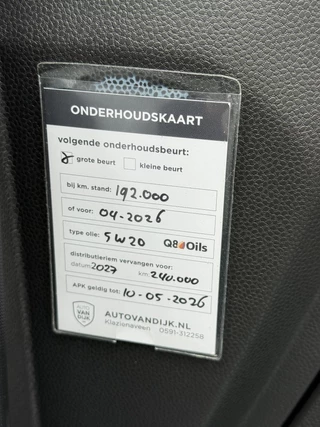 ONDERHOUDSKAART
volgende onderhoudsbeurt:
grote beurt kleine beurt
bij km. stand: 192.000
of voor: 04-2026
type olie: 5W20 Q8 Oils
distributieriem vervangen voor:
datum 2027 km 240.000
APK geldig tot: 10-05-2026
AUTO VAN DIJK
AUTOVANDIJK.NL
Klazienaveen 0591-312258